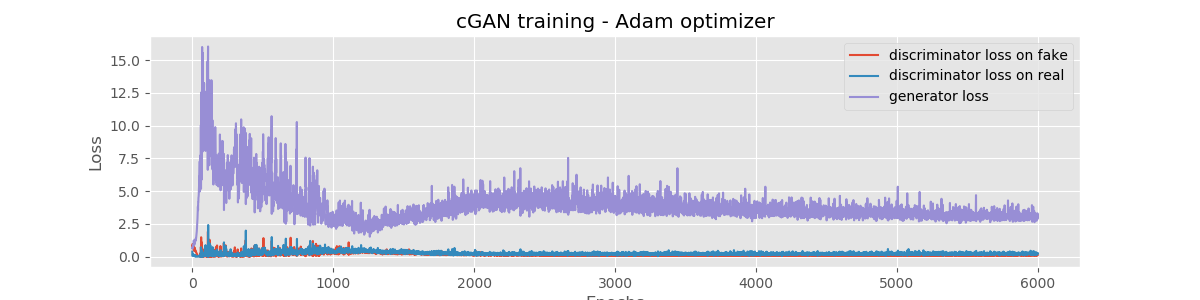 cGAN training - Adam optimizer
Loss
15.0
12.5
10.0
7.5
5.0
2.5
0.0
discriminator loss on fake
discriminator loss on real
generator loss
0 1000 2000 3000 4000 5000 6000
Epochs